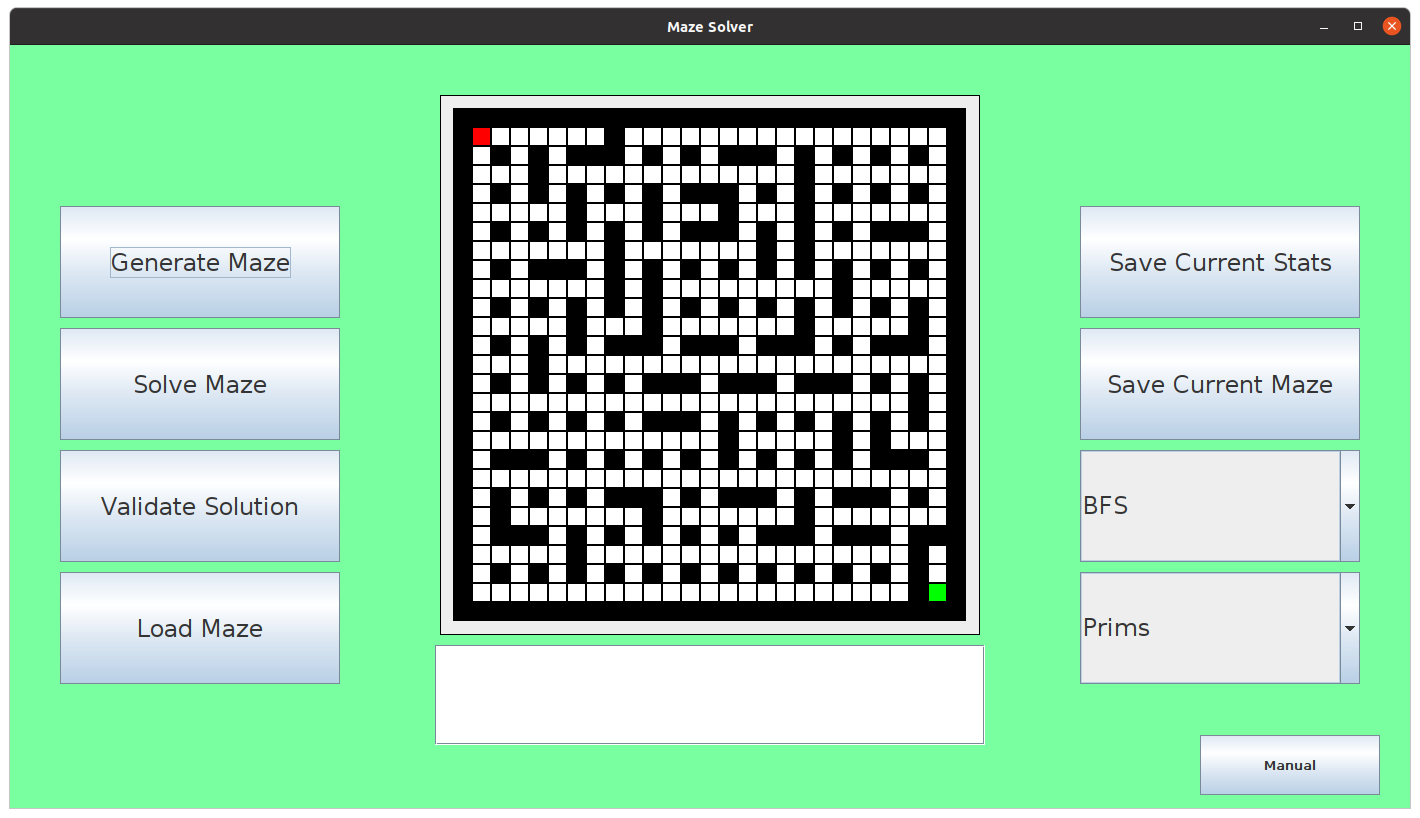 Maze Solver
Generate Maze
Solve Maze
Validate Solution
Load Maze
Save Current Stats
Save Current Maze
BFS
Prims
Manual